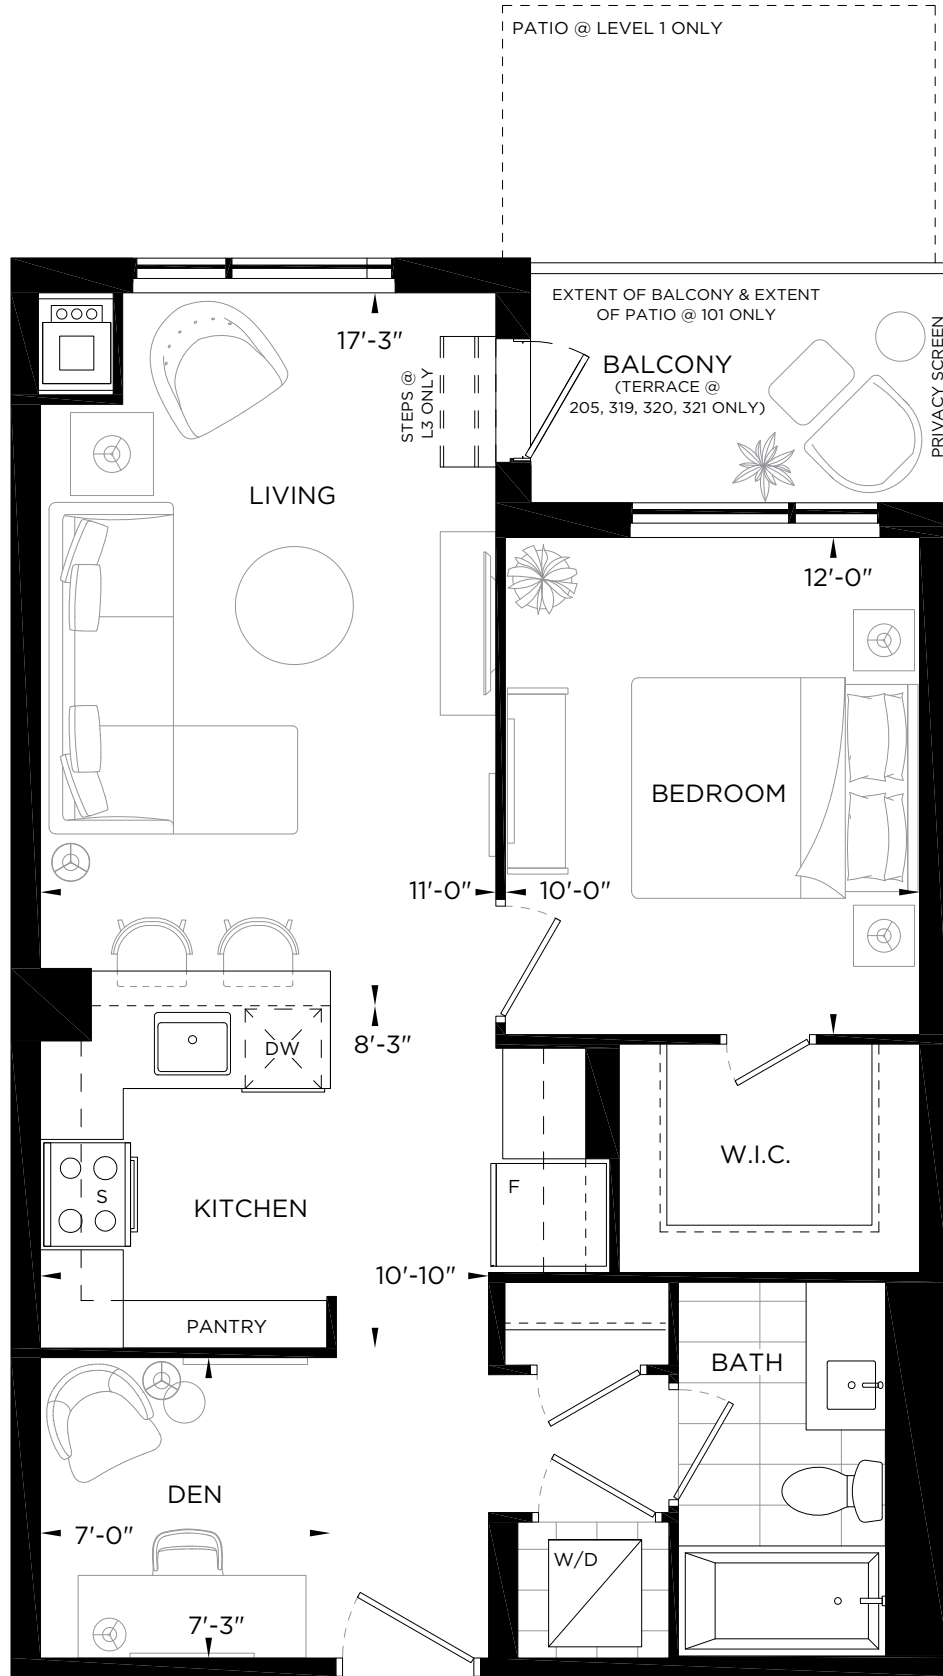 PATIO @ LEVEL 1 ONLY
EXTENT OF BALCONY & EXTENT
OF PATIO @ 101 ONLY
BALCONY
(TERRACE @
205, 319, 320, 321 ONLY)
PRIVACY SCREEN
17'-3"
STEPS @
L3 ONLY
LIVING
12'-0"
BEDROOM
11'-0"
10'-0"
DW
8'-3"
W.I.C.
S
F
KITCHEN
10'-10"
PANTRY
BATH
DEN
7'-0"
W/D
7'-3"